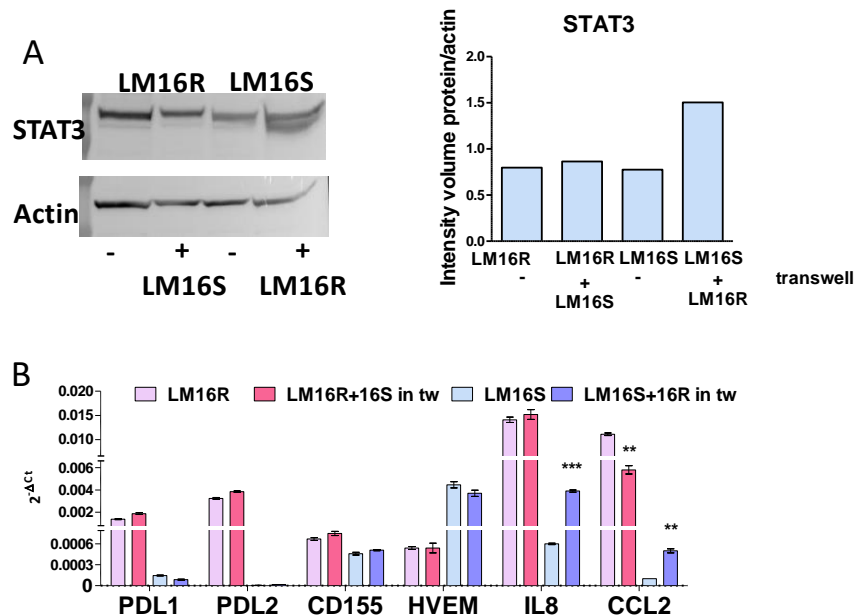 A
LM16R LM16S
STAT3
Actin
- + - +
LM16S LM16R
STAT3
Intensity volume protein/actin
2.0
1.5
1.0
0.5
0.0
LM16R LM16R LM16S LM16S
- + - + transwell
LM16S LM16R
B
LM16R LM16R+16S in tw LM16S LM16S+16R in tw
2^-ΔCt
0.020
0.015
0.010
0.006
0.004
0.002
0.0006
0.0003
0
*** ** **
PDL1 PDL2 CD155 HVEM IL8 CCL2